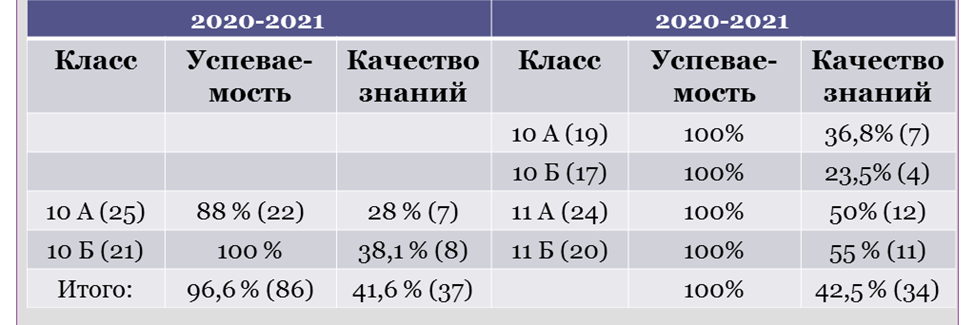 2020-2021 2020-2021
Класс Успевае- Качество Класс Успевае- Качество
мость знаний мость знаний
10 А (19) 100% 36,8% (7)
10 Б (17) 100% 23,5% (4)
10 А (25) 88 % (22) 28 % (7) 11 А (24) 100% 50% (12)
10 Б (21) 100 % 38,1 % (8) 11 Б (20) 100% 55 % (11)
Итого: 96,6 % (86) 41,6 % (37) 100% 42,5 % (34)